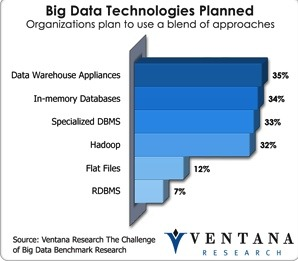 Big Data Technologies Planned
Organizations plan to use a blend of approaches
Data Warehouse Appliances 35%
In-memory Databases 34%
Specialized DBMS 33%
Hadoop 32%
Flat Files 12%
RDBMS 7%
Source: Ventana Research The Challenge
of Big Data Benchmark Research
VENTANA
RESEARCH